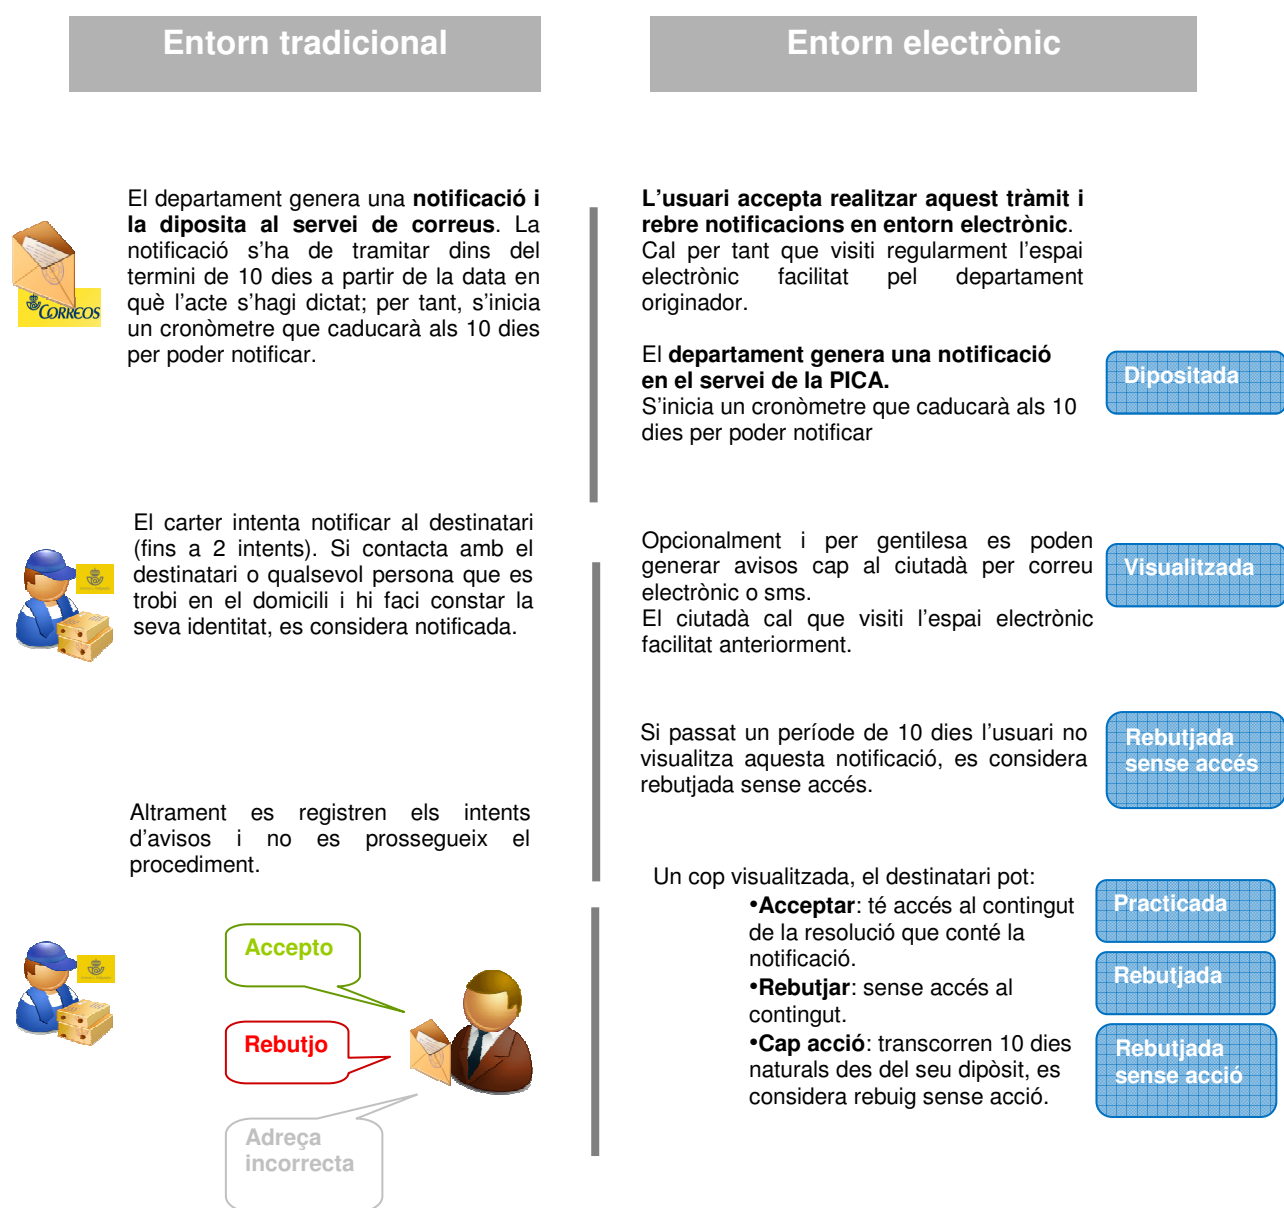 Entorn tradicional
Entorn electrònic
El departament genera una notificació i
la diposita al servei de correus. La
notificació s’ha de tramitar dins del
termini de 10 dies a partir de la data en
què l’acte s’hagi dictat; per tant, s’inicia
un cronòmetre que caducarà als 10 dies
per poder notificar.
CORREOS
El carter intenta notificar al destinatari
(fins a 2 intents). Si contacta amb el
destinatari o qualsevol persona que es
trobi en el domicili i hi faci constar la
seva identitat, es considera notificada.
Altrament es registren els intents
d’avisos i no es prossegueix el
procediment.
Accepto
Rebutjo
Adreça
incorrecta
L’usuari accepta realitzar aquest tràmit i
rebre notificacions en entorn electrònic.
Cal per tant que visiti regularment l’espai
electrònic facilitat pel departament
originador.
El departament genera una notificació
en el servei de la PICA.
S’inicia un cronòmetre que caducarà als 10
dies per poder notificar
Dipositada
Opcionalment i per gentilesa es poden
generar avisos cap al ciutadà per correu
electrònic o sms.
El ciutadà cal que visiti l’espai electrònic
facilitat anteriorment.
Visualitzada
Si passat un període de 10 dies l’usuari no
visualitza aquesta notificació, es considera
rebutjada sense accés.
Rebutjada
sense accés
Un cop visualitzada, el destinatari pot:
•Acceptar: té accés al contingut
de la resolució que conté la
notificació.
•Rebutjar: sense accés al
contingut.
•Cap acció: transcorren 10 dies
naturals des del seu dipòsit, es
considera rebuig sense acció.
Practicada
Rebutjada
Rebutjada
sense acció